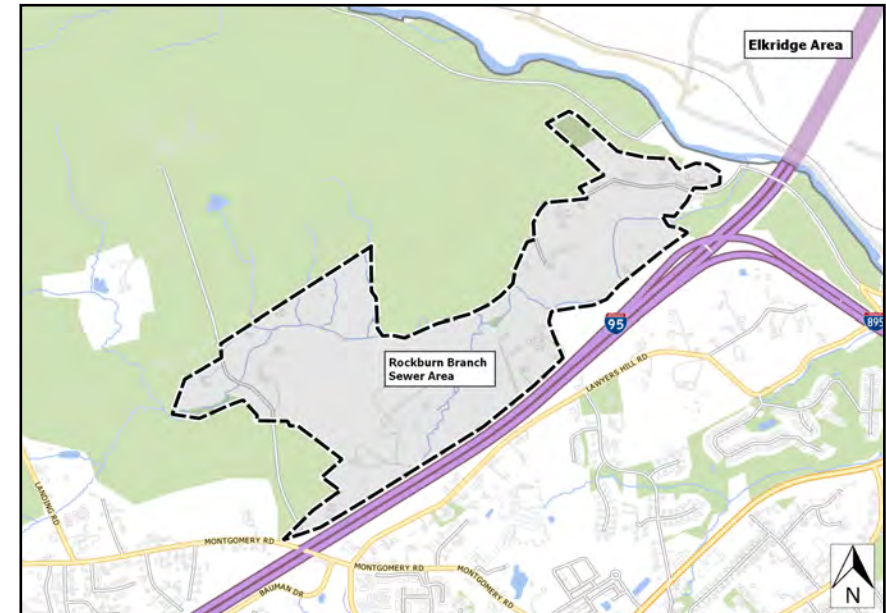 Elkridge Area
95
895
LAWYERS HILL RD
Rockburn Branch
Sewer Area
LANDING RD
MONTGOMERY RD
MONTGOMERY RD
MONTGOMERY RD
BAUMAN DR
N